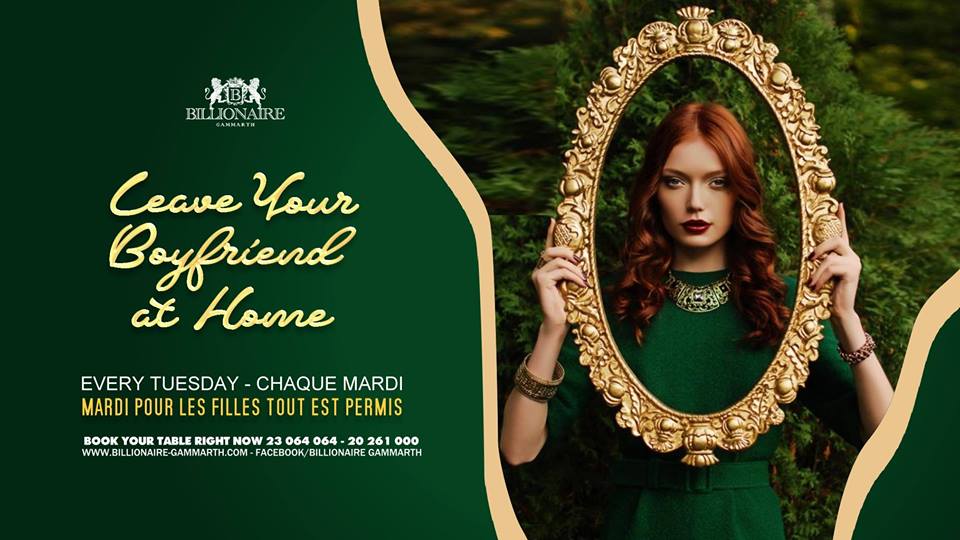 B
BILLIONAIRE
GAMMARTH
Leave Your
Boyfriend
at Home
EVERY TUESDAY - CHAQUE MARDI
MARDI POUR LES FILLES TOUT EST PERMIS
BOOK YOUR TABLE RIGHT NOW 23 064 064 - 20 261 000
WWW.BILLIONAIRE-GAMMARTH.COM - FACEBOOK/BILLIONAIRE GAMMARTH